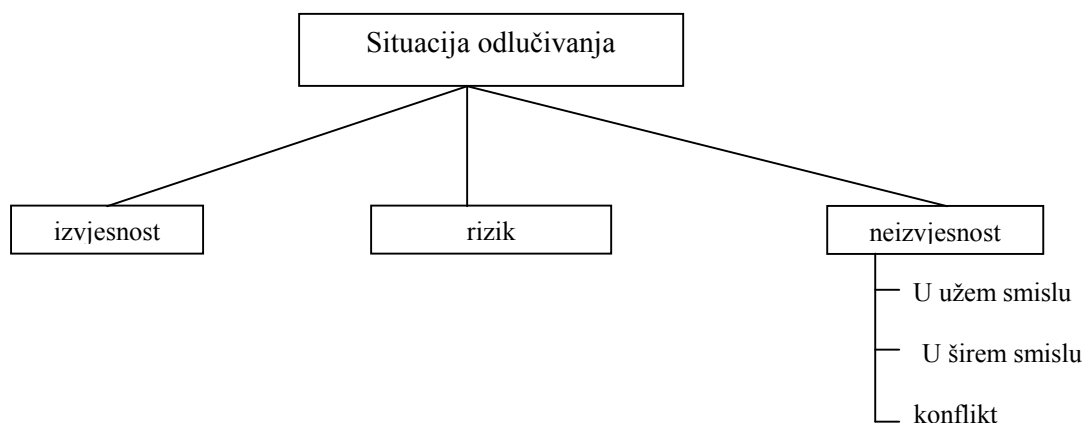 Situacija odlučivanja
izvjesnost
rizik
neizvjesnost
U užem smislu
U širem smislu
konflikt